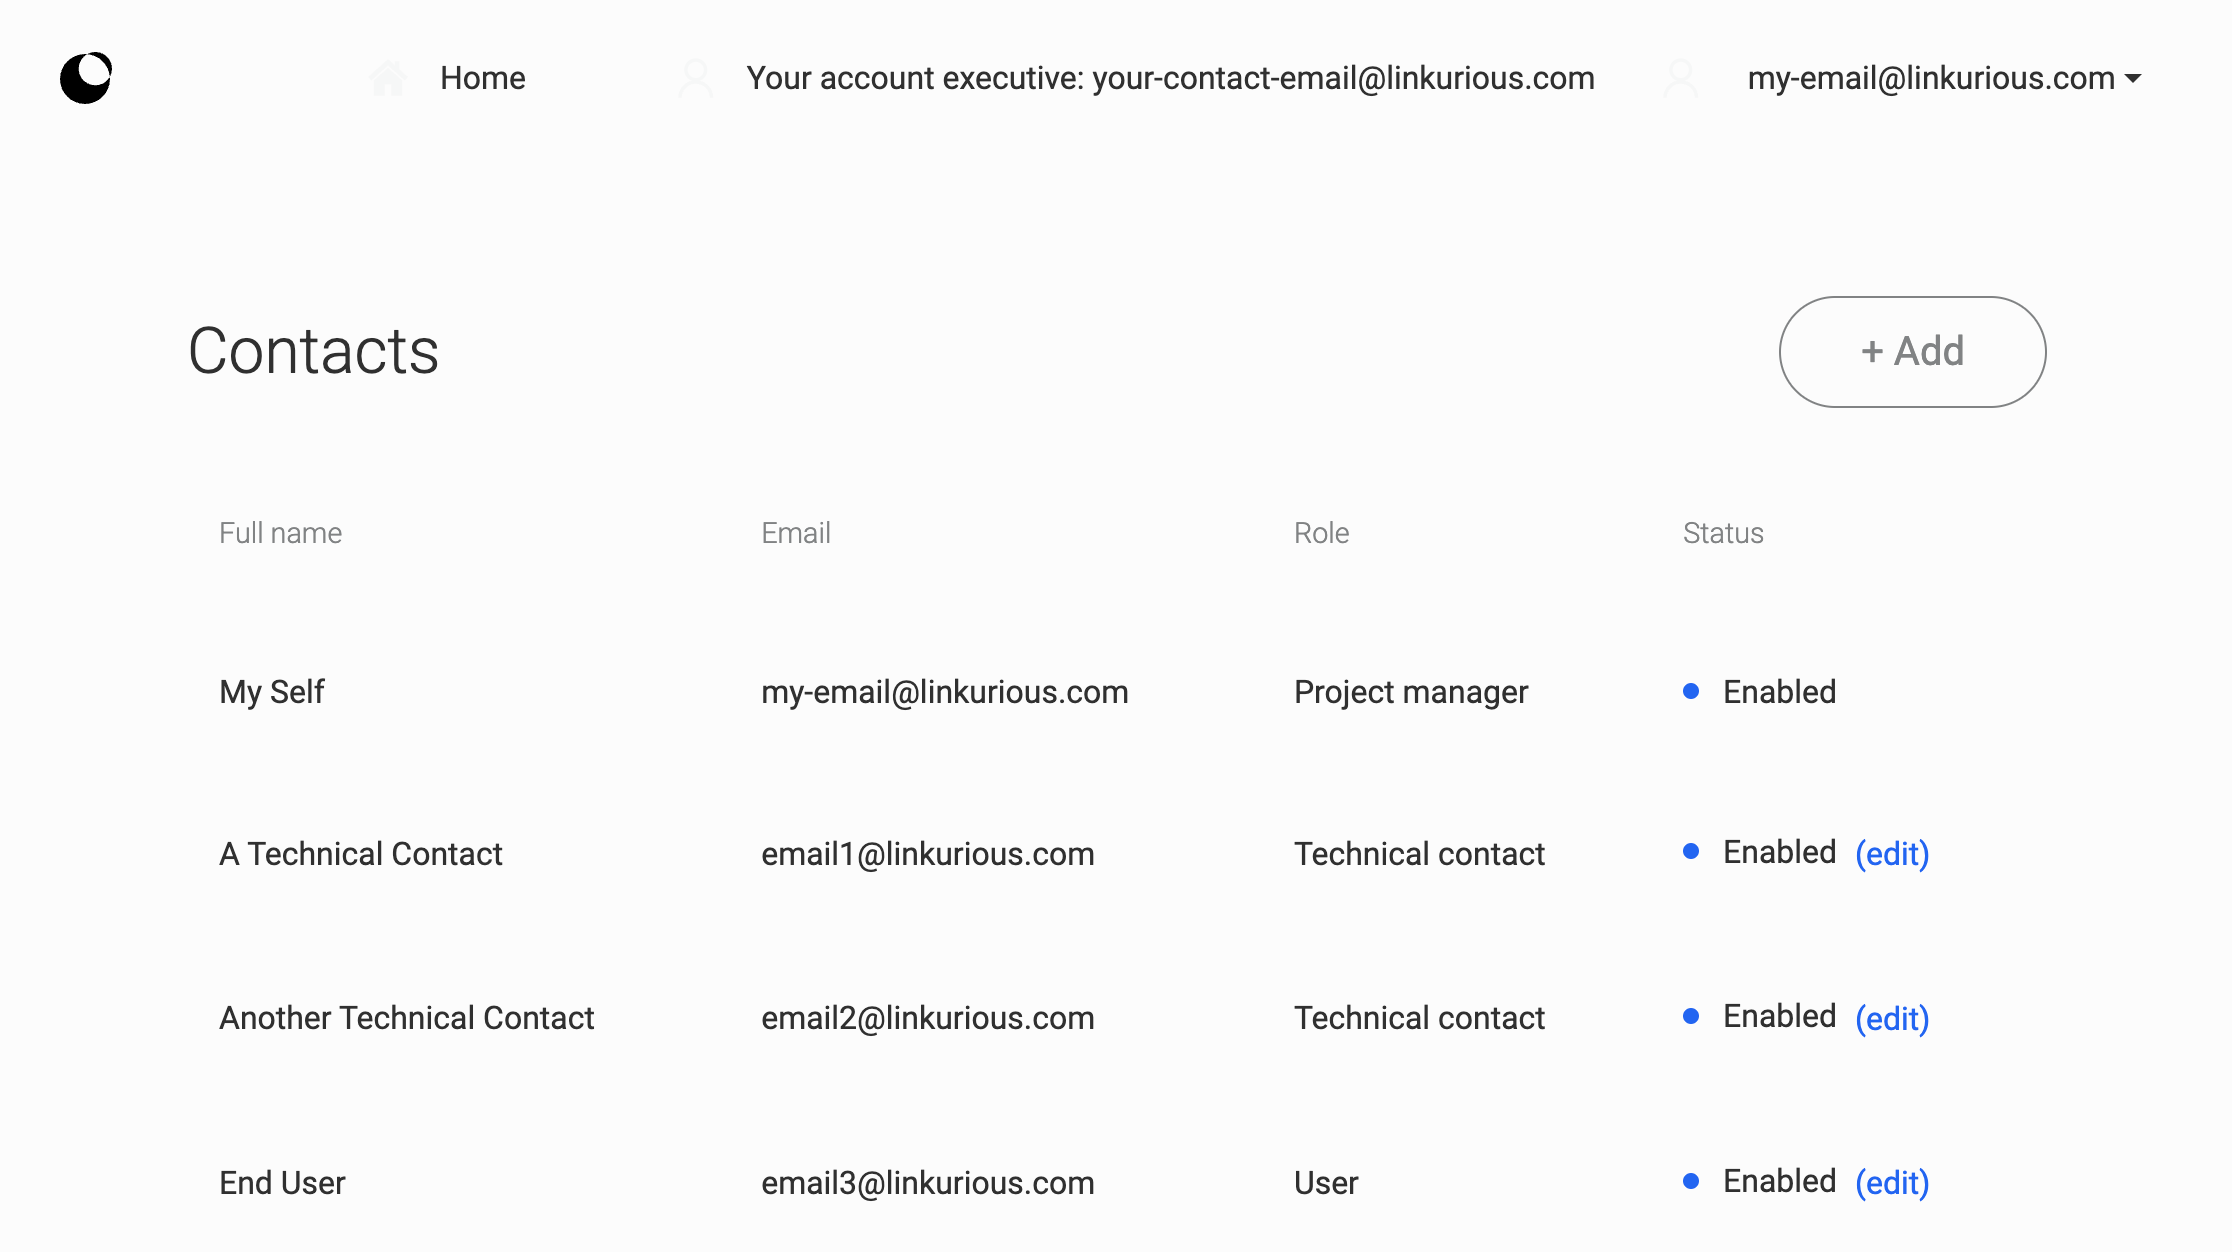 Home
Your account executive: your-contact-email@linkurious.com
my-email@linkurious.com
Contacts
+ Add
Full name Email Role Status
My Self my-email@linkurious.com Project manager Enabled
A Technical Contact email1@linkurious.com Technical contact Enabled (edit)
Another Technical Contact email2@linkurious.com Technical contact Enabled (edit)
End User email3@linkurious.com User Enabled (edit)